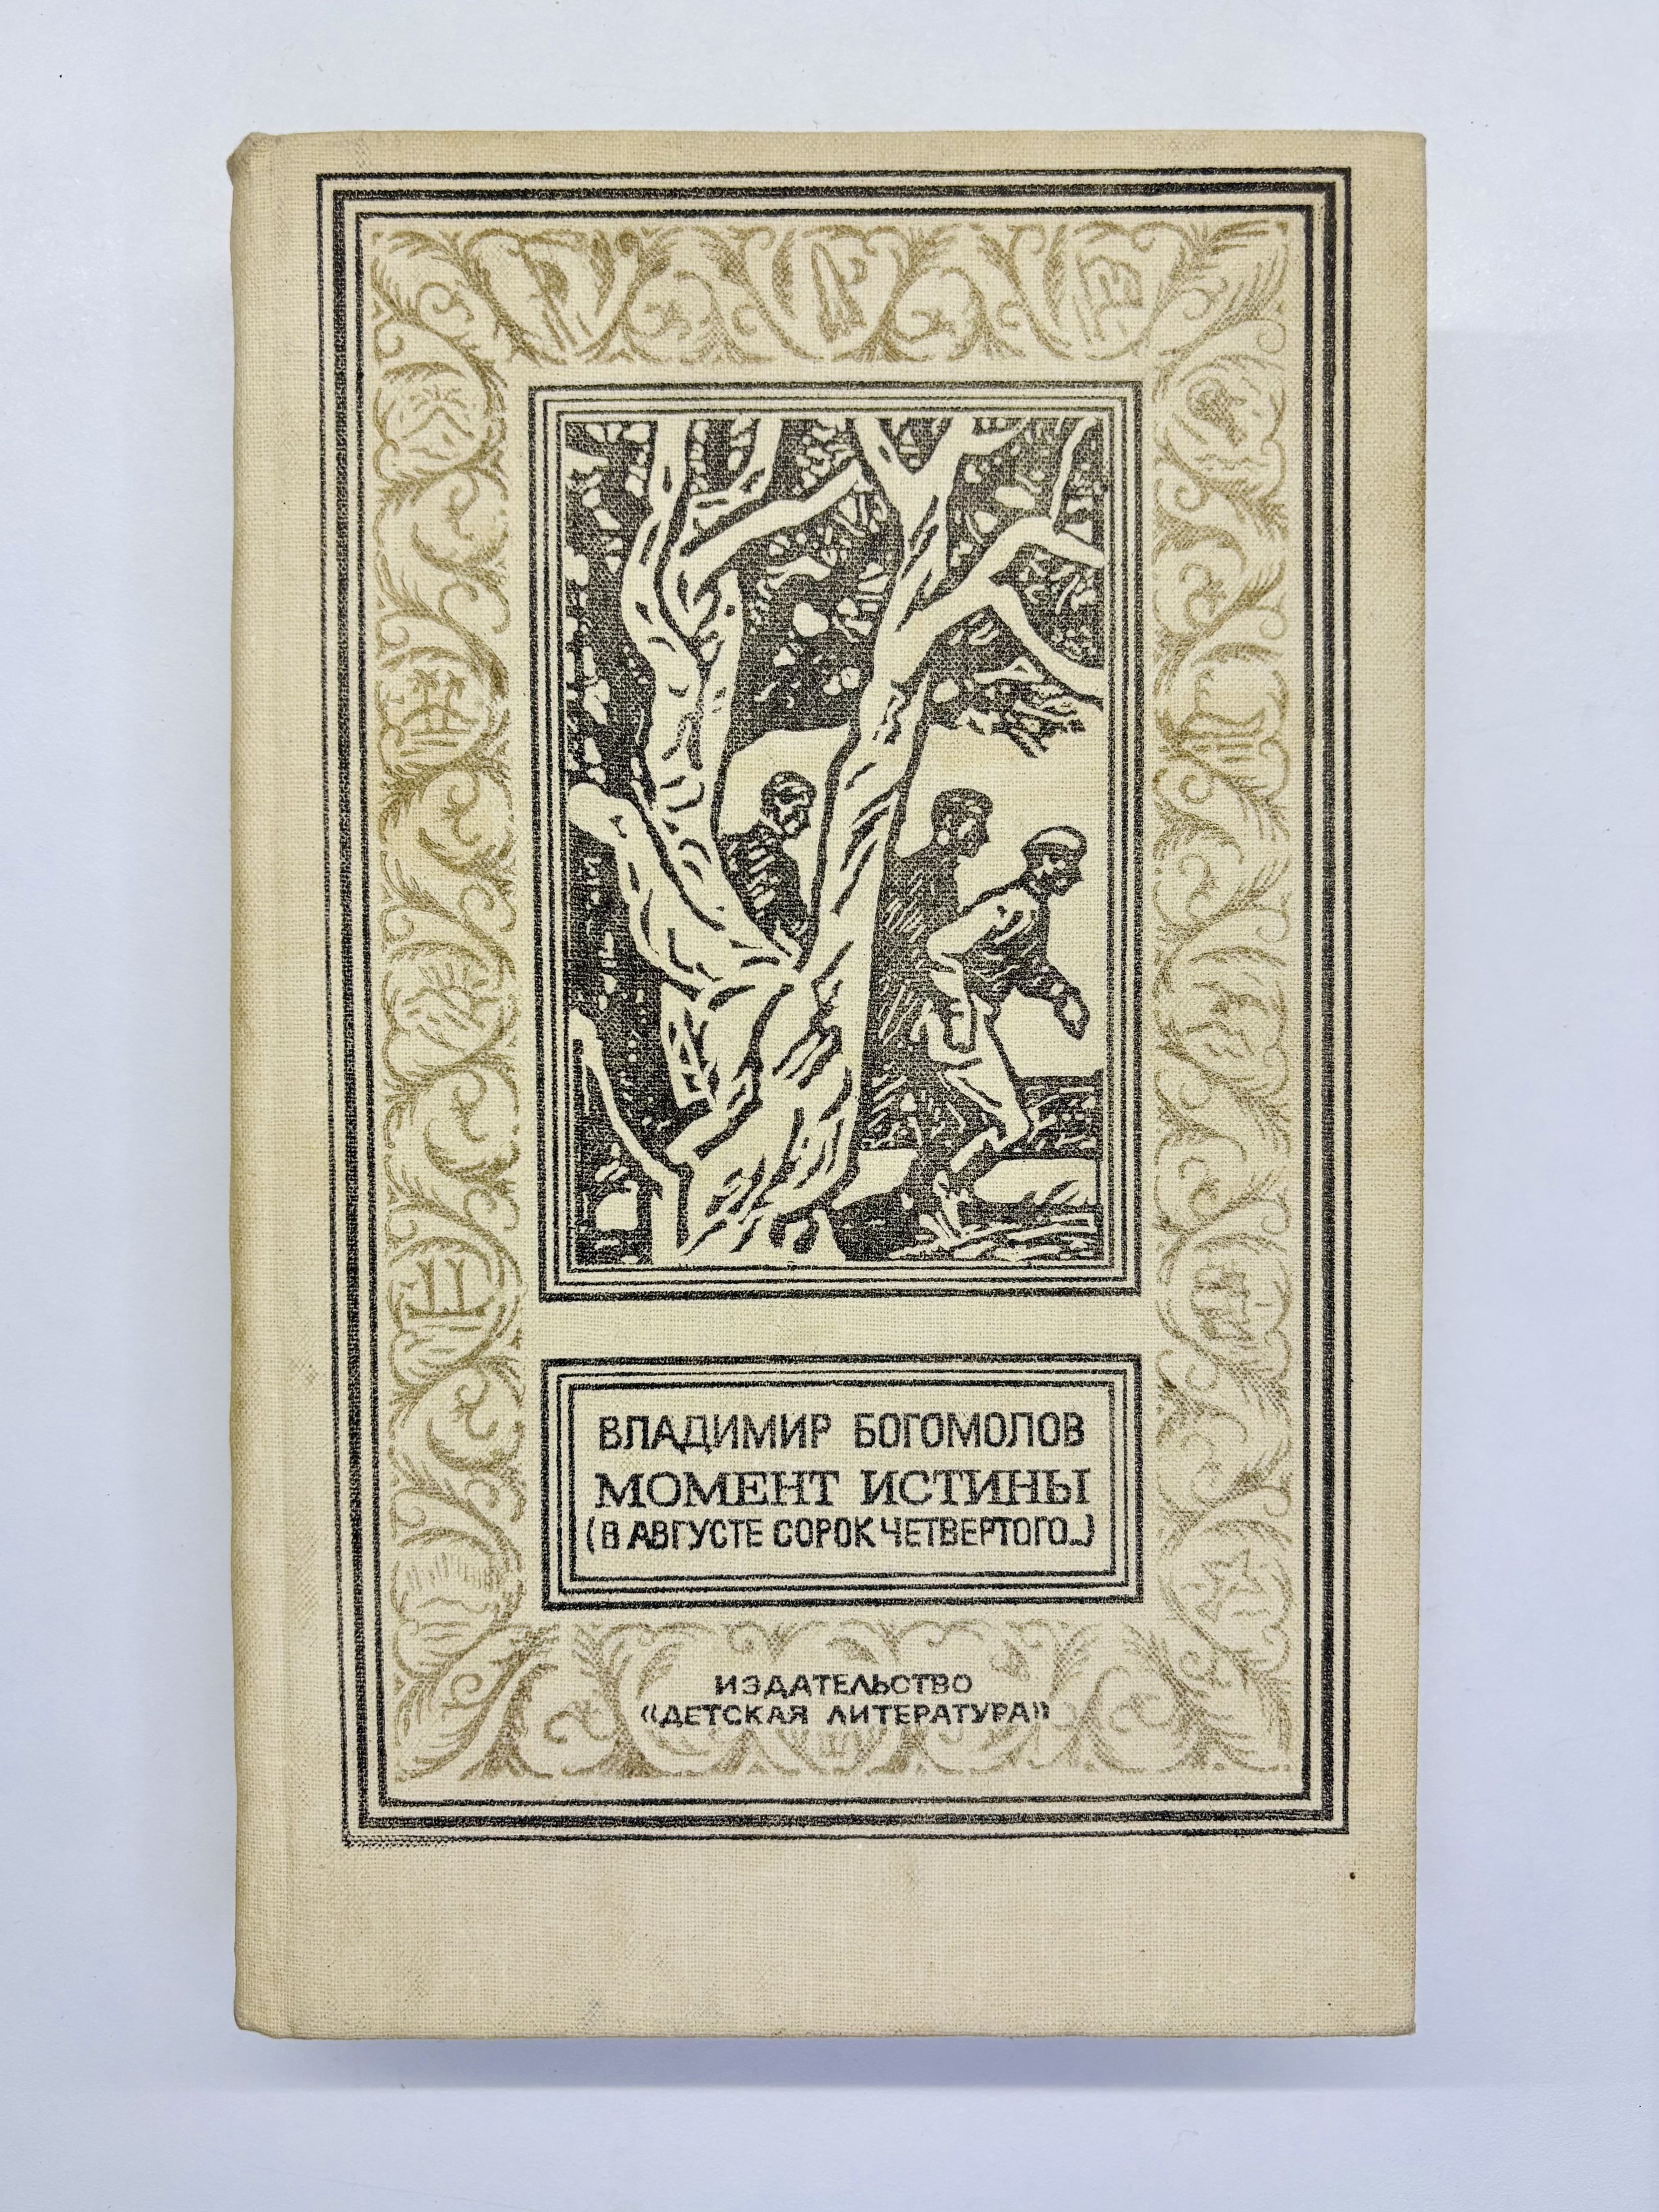 ВЛАДИМИР БОГОМОЛОВ
МОМЕНТ ИСТИНЫ
(В АВГУСТЕ СОРОК ЧЕТВЕРТОГО...)
ИЗДАТЕЛЬСТВО
«ДЕТСКАЯ ЛИТЕРАТУРА»